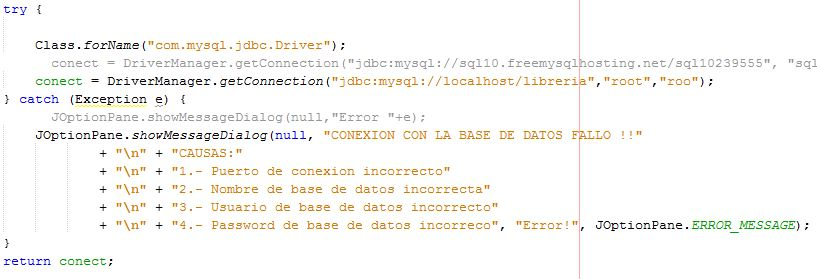 try {
Class.forName("com.mysql.jdbc.Driver");
conect = DriverManager.getConnection("jdbc:mysql://sql10.freemysqlhosting.net/sql10239555", "sql
conect = DriverManager.getConnection("jdbc:mysql://localhost/libreria","root","roo");
} catch (Exception e) {
JOptionPane.showMessageDialog(null,"Error "+e);
JOptionPane.showMessageDialog(null, "CONEXION CON LA BASE DE DATOS FALLO !!"
+ "\n" + "CAUSAS:"
+ "\n" + "1.- Puerto de conexion incorrecto"
+ "\n" + "2.- Nombre de base de datos incorrecta"
+ "\n" + "3.- Usuario de base de datos incorrecto"
+ "\n" + "4.- Password de base de datos incorreco", "Error!", JOptionPane.ERROR_MESSAGE);
}
return conect;